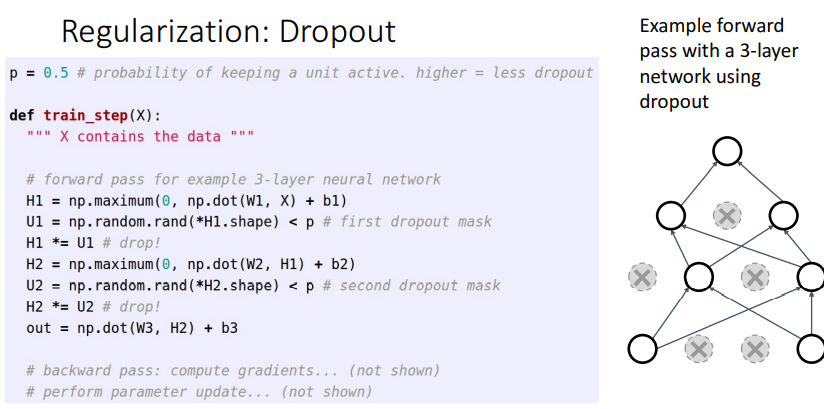 Regularization: Dropout
p = 0.5 # probability of keeping a unit active. higher = less dropout
def train_step(X):
""" X contains the data """
# forward pass for example 3-layer neural network
H1 = np.maximum(0, np.dot(W1, X) + b1)
U1 = np.random.rand(*H1.shape) < p # first dropout mask
H1 *= U1 # drop!
H2 = np.maximum(0, np.dot(W2, H1) + b2)
U2 = np.random.rand(*H2.shape) < p # second dropout mask
H2 *= U2 # drop!
out = np.dot(W3, H2) + b3
# backward pass: compute gradients... (not shown)
# perform parameter update... (not shown)
Example forward
pass with a 3-layer
network using
dropout